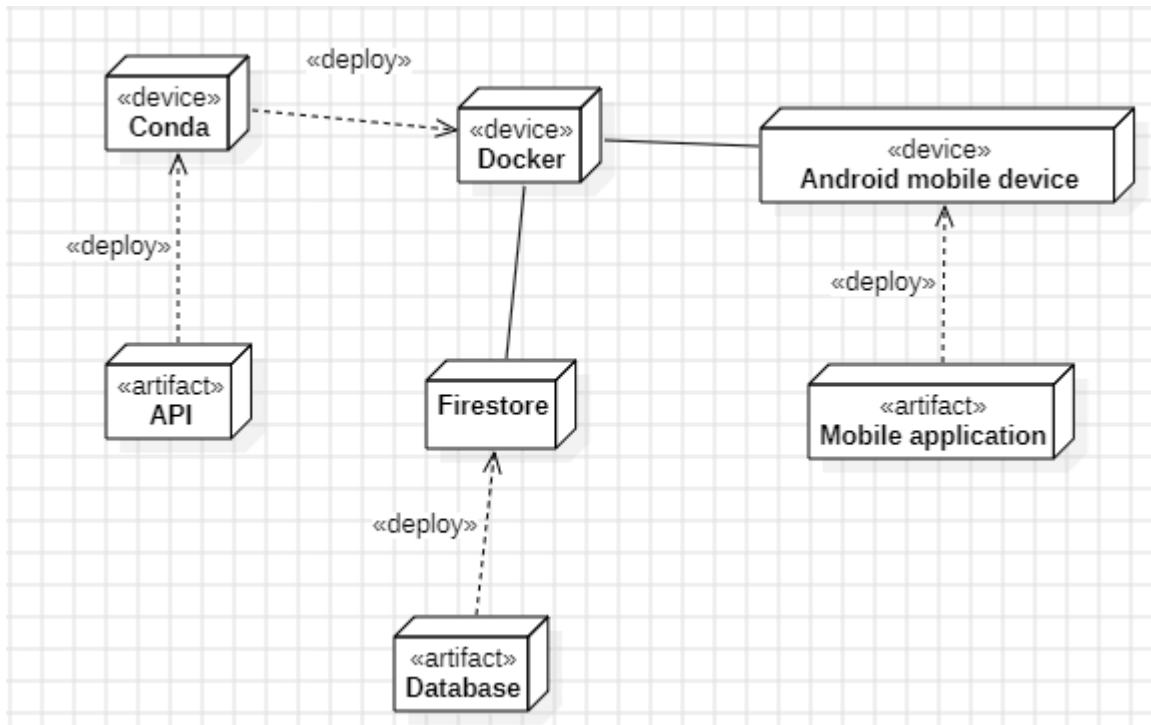 «deploy»
«device»
Conda
«device»
Docker
«device»
Android mobile device
«deploy»
«deploy»
«artifact»
API
Firestore
«artifact»
Mobile application
«deploy»
«artifact»
Database